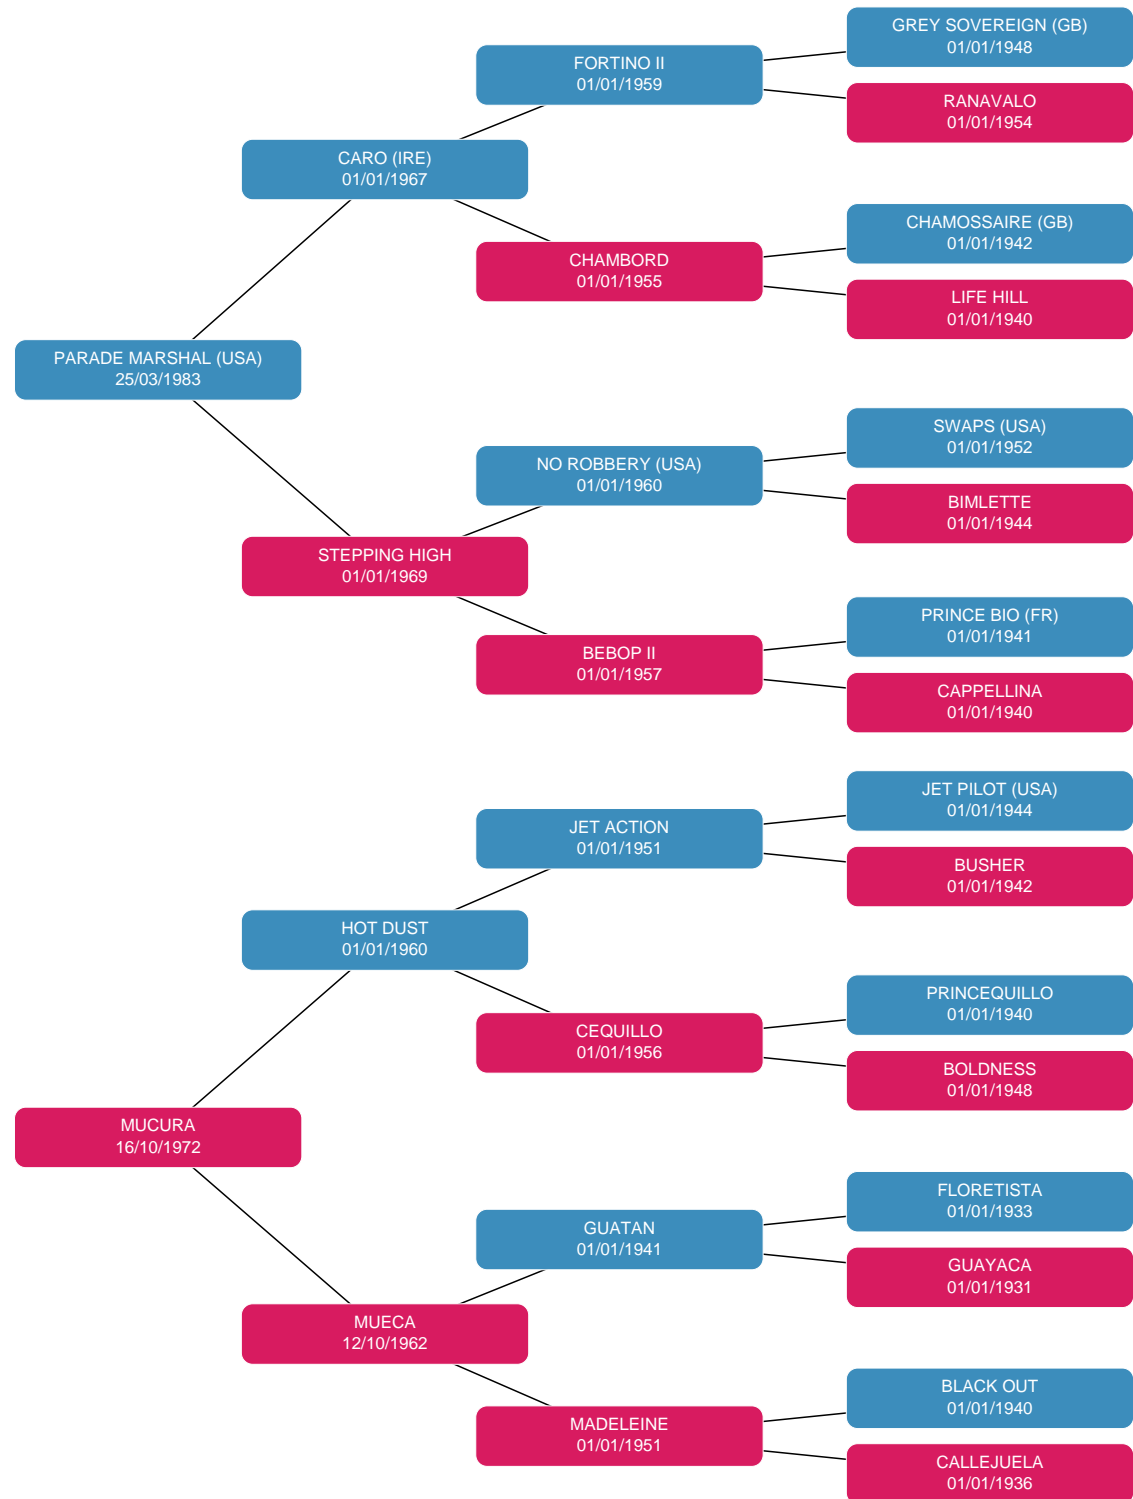 GREY SOVEREIGN (GB)
01/01/1948
FORTINO II
01/01/1959
RANAVALO
01/01/1954
CARO (IRE)
01/01/1967
CHAMOSSAIRE (GB)
01/01/1942
CHAMBORD
01/01/1955
LIFE HILL
01/01/1940
PARADE MARSHAL (USA)
25/03/1983
SWAPS (USA)
01/01/1952
NO ROBBERY (USA)
01/01/1960
BIMLETTE
01/01/1944
STEPPING HIGH
01/01/1969
PRINCE BIO (FR)
01/01/1941
BEBOP II
01/01/1957
CAPPELLINA
01/01/1940
JET PILOT (USA)
01/01/1944
JET ACTION
01/01/1951
BUSHER
01/01/1942
HOT DUST
01/01/1960
PRINCEQUILLO
01/01/1940
CEQUILLO
01/01/1956
BOLDNESS
01/01/1948
MUCURA
16/10/1972
FLORETISTA
01/01/1933
GUATAN
01/01/1941
GUAYACA
01/01/1931
MUECA
12/10/1962
BLACK OUT
01/01/1940
MADELEINE
01/01/1951
CALLEJUELA
01/01/1936